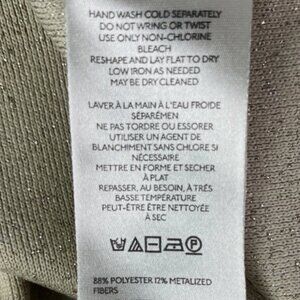 HAND WASH COLD SEPARATELY
DO NOT WRING OR TWIST
USE ONLY NON-CHLORINE
BLEACH
RESHAPE AND LAY FLAT TO DRY
LOW IRON AS NEEDED
MAY BE DRY CLEANED
LAVER À LA MAIN À L'EAU FROIDE
SÉPARÉMEN
NE PAS TORDRE OU ESSORER
UTILISER UN AGENT DE
BLANCHIMENT SANS CHLORE SI
NÉCESSAIRE
METTRE EN FORME ET SECHER
À PLAT
REPASSER, AU BESOIN, À TRÉS
BASSE TEMPÉRATURE
PEUT-ÊTRE ÊTRE NETTOYÉE
À SEC
P
88% POLYESTER 12% METALIZED
FIBERS